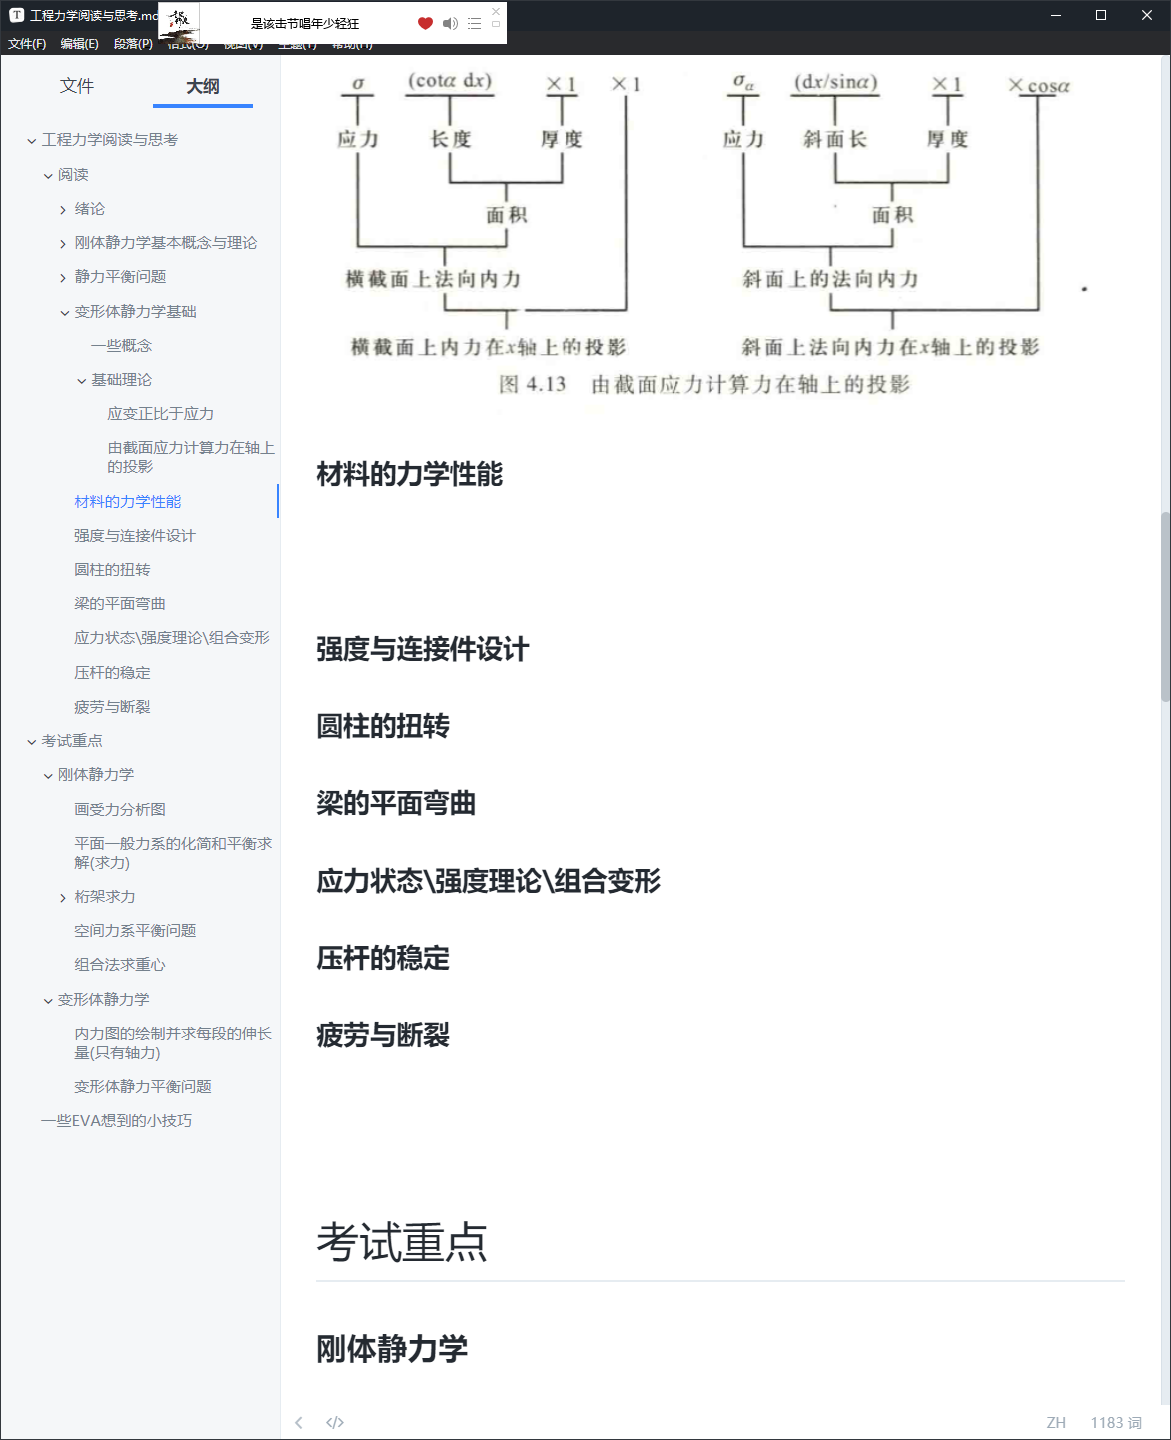 工程力学阅读与思考.md
是该击节唱年少轻狂
文件(F) 编辑(E) 段落(P) 格式(O) 视图(V) 主题(T) 帮助(H)
文件 大纲
工程力学阅读与思考
阅读
绪论
刚体静力学基本概念与理论
静力平衡问题
变形体静力学基础
一些概念
基础理论
应变正比于应力
由截面应力计算力在轴上
的投影
材料的力学性能
强度与连接件设计
圆柱的扭转
梁的平面弯曲
应力状态\强度理论\组合变形
压杆的稳定
疲劳与断裂
考试重点
刚体静力学
画受力分析图
平面一般力系的化简和平衡求
解(求力)
桁架求力
空间力系平衡问题
组合法求重心
变形体静力学
内力图的绘制并求每段的伸长
量(只有轴力)
变形体静力平衡问题
一些EVA想到的小技巧
σ (cotα dx) ×1 ×1
应力 长度 厚度
面积
横截面上法向内力
横截面上内力在x轴上的投影
σα (dx/sinα) ×1 ×cosα
应力 斜面长 厚度
面积
斜面上的法向内力
斜面上法向内力在x轴上的投影
图 4.13 由截面应力计算力在轴上的投影
材料的力学性能
强度与连接件设计
圆柱的扭转
梁的平面弯曲
应力状态\强度理论\组合变形
压杆的稳定
疲劳与断裂
考试重点
刚体静力学
ZH 1183 词